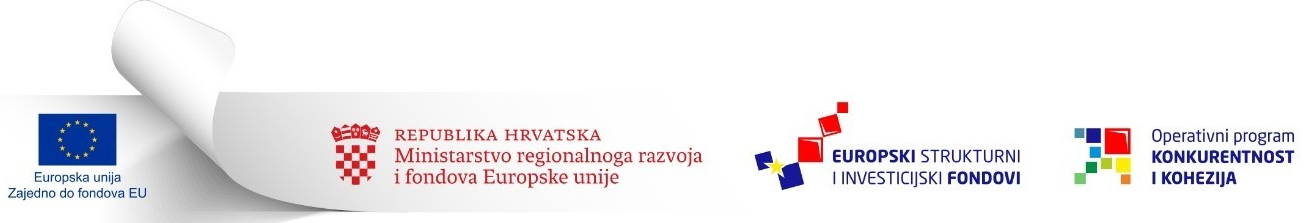 Europska unija
Zajedno do fondova EU
REPUBLIKA HRVATSKA
Ministarstvo regionalnoga razvoja
i fondova Europske unije
EUROPSKI STRUKTURNI
I INVESTICIJSKI FONDOVI
Operativni program
KONKURENTNOST
I KOHEZIJA